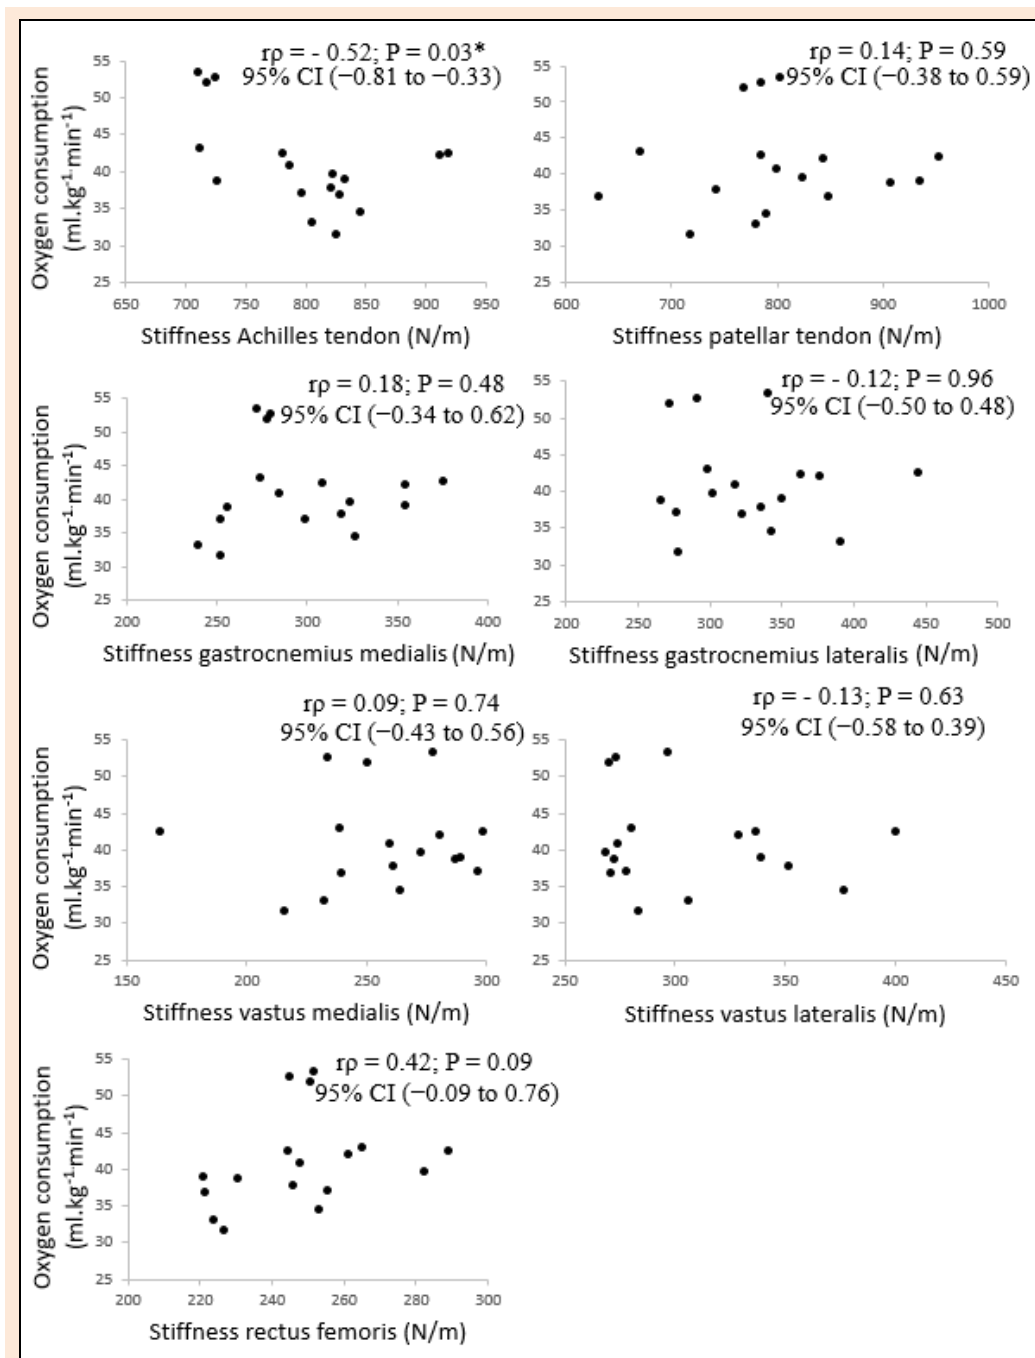 rρ = - 0.52; P = 0.03*
95% CI (−0.81 to −0.33)
Oxygen consumption
(ml.kg⁻¹·min⁻¹)
55
50
45
40
35
30
25
650 700 750 800 850 900 950
Stiffness Achilles tendon (N/m)
rρ = 0.14; P = 0.59
95% CI (−0.38 to 0.59)
55
50
45
40
35
30
25
600 700 800 900 1000
Stiffness patellar tendon (N/m)
rρ = 0.18; P = 0.48
95% CI (−0.34 to 0.62)
Oxygen consumption
(ml.kg⁻¹·min⁻¹)
55
50
45
40
35
30
25
200 250 300 350 400
Stiffness gastrocnemius medialis (N/m)
rρ = - 0.12; P = 0.96
95% CI (−0.50 to 0.48)
55
50
45
40
35
30
25
200 250 300 350 400 450 500
Stiffness gastrocnemius lateralis (N/m)
rρ = 0.09; P = 0.74
95% CI (−0.43 to 0.56)
Oxygen consumption
(ml.kg⁻¹·min⁻¹)
55
50
45
40
35
30
25
150 200 250 300
Stiffness vastus medialis (N/m)
rρ = - 0.13; P = 0.63
95% CI (−0.58 to 0.39)
55
50
45
40
35
30
25
250 300 350 400 450
Stiffness vastus lateralis (N/m)
rρ = 0.42; P = 0.09
95% CI (−0.09 to 0.76)
Oxygen consumption
(ml.kg⁻¹·min⁻¹)
55
50
45
40
35
30
25
200 220 240 260 280 300
Stiffness rectus femoris (N/m)